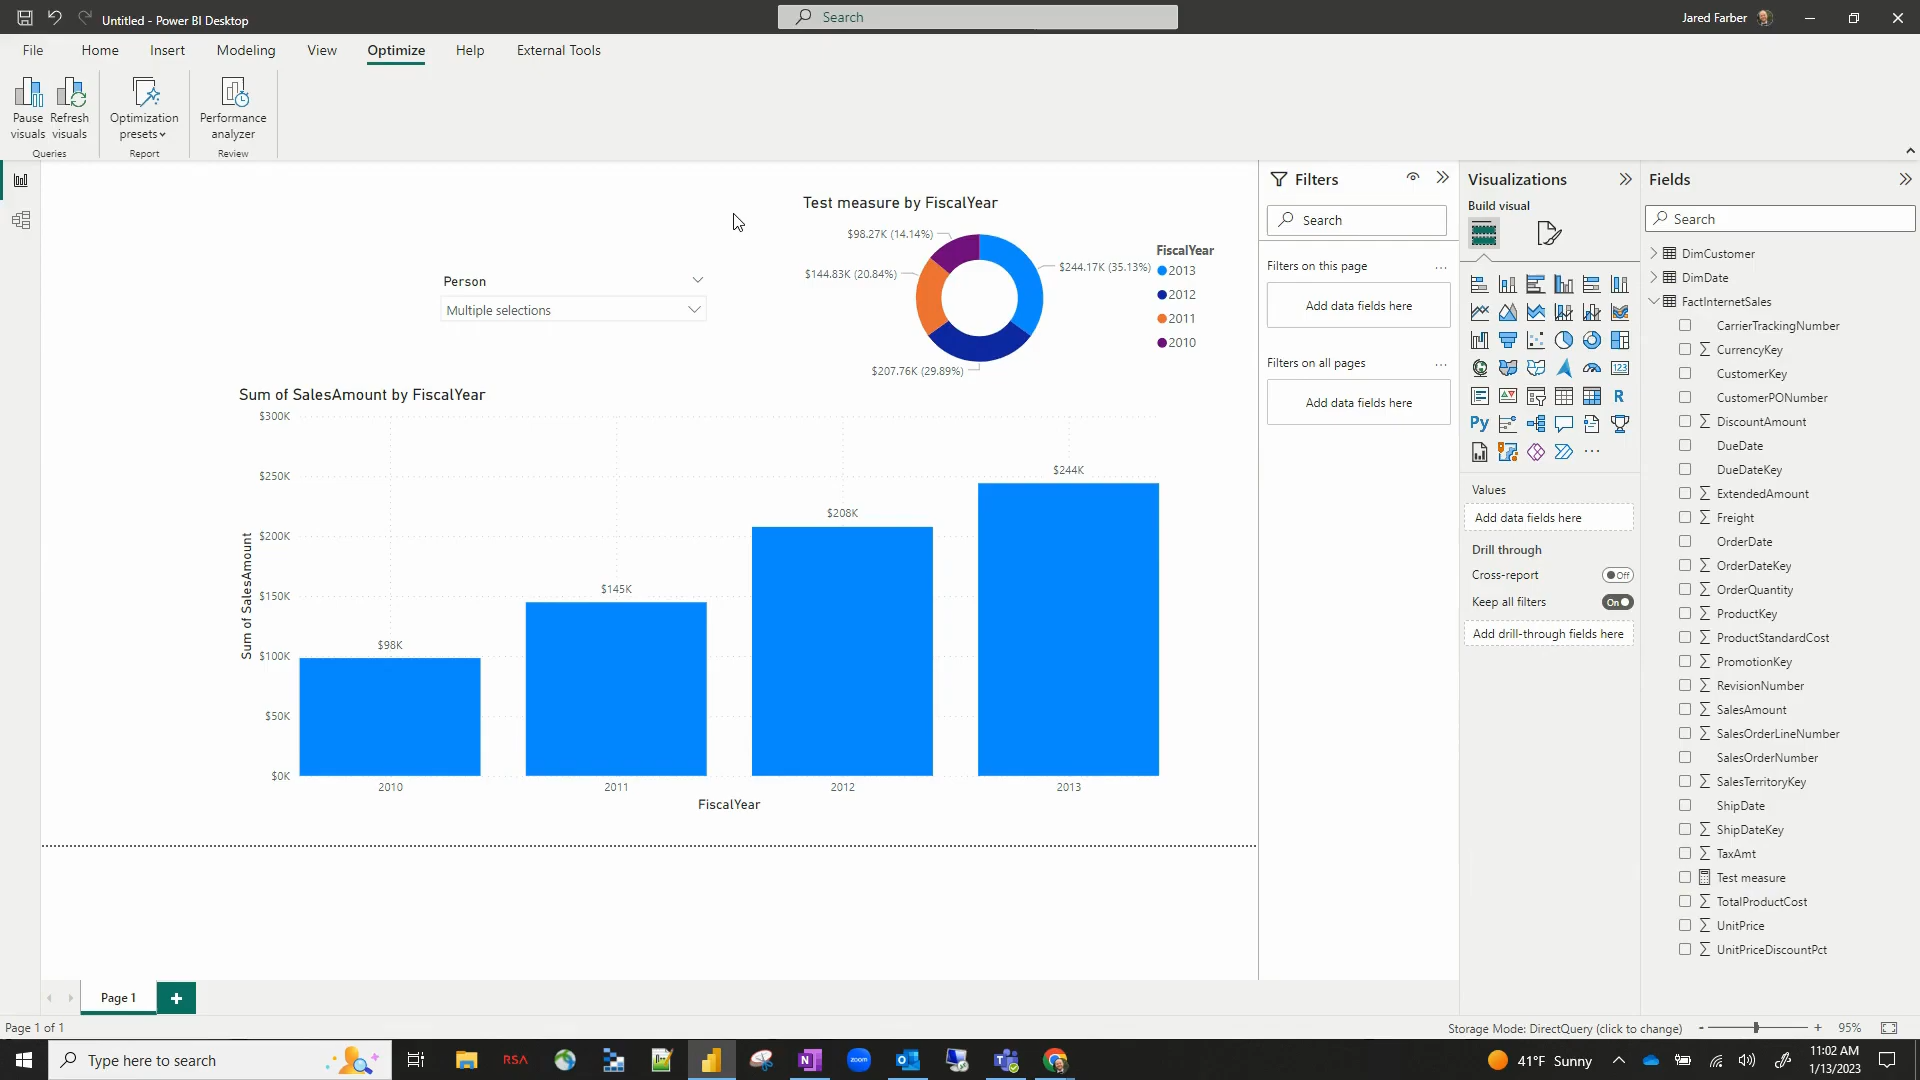 Untitled - Power BI Desktop
Search
Jared Farber
File
Home
Insert
Modeling
View
Optimize
Help
External Tools
Pause visuals
Refresh visuals
Optimization presets
Performance analyzer
Queries
Report
Review
Test measure by FiscalYear
$98.27K (14.14%)
$144.83K (20.84%)
$244.17K (35.13%)
$207.76K (29.89%)
FiscalYear
2013
2012
2011
2010
Person
Multiple selections
Sum of SalesAmount by FiscalYear
$300K
$250K
$200K
$150K
$100K
$50K
$0K
Sum of SalesAmount
$98K
$145K
$208K
$244K
2010
2011
2012
2013
FiscalYear
Filters
Search
Filters on this page
...
Add data fields here
Filters on all pages
...
Add data fields here
Visualizations
Build visual
123
R
Py
...
Values
Add data fields here
Drill through
Cross-report
Off
Keep all filters
On
Add drill-through fields here
Fields
Search
DimCustomer
DimDate
FactInternetSales
CarrierTrackingNumber
CurrencyKey
CustomerKey
CustomerPONumber
DiscountAmount
DueDate
DueDateKey
ExtendedAmount
Freight
OrderDate
OrderDateKey
OrderQuantity
ProductKey
ProductStandardCost
PromotionKey
RevisionNumber
SalesAmount
SalesOrderLineNumber
SalesOrderNumber
SalesTerritoryKey
ShipDate
ShipDateKey
TaxAmt
Test measure
TotalProductCost
UnitPrice
UnitPriceDiscountPct
Page 1
+
Page 1 of 1
Storage Mode: DirectQuery (click to change)
- + 95%
Type here to search
RSA
zoom
41°F Sunny
11:02 AM
1/13/2023